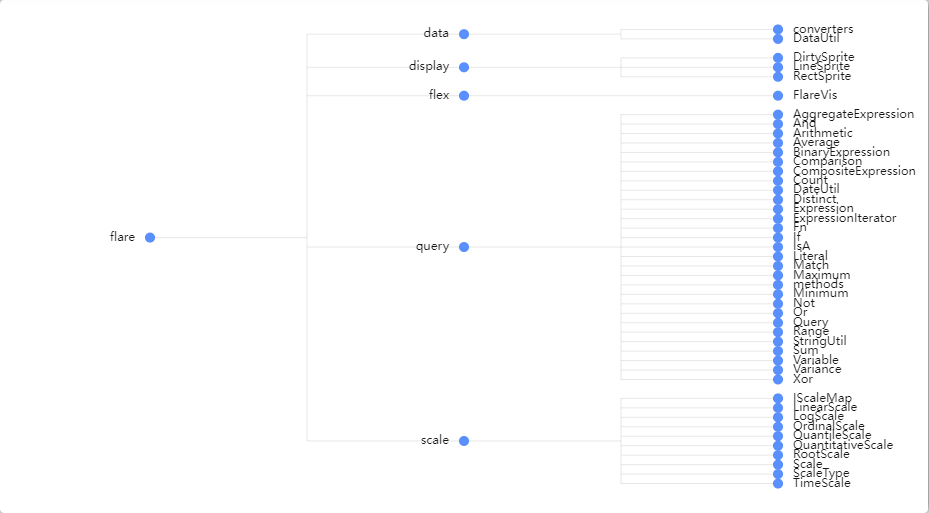 flare
data
converters
DataUtil
display
DirtySprite
LineSprite
RectSprite
flex
FlareVis
query
AggregateExpression
And
Arithmetic
Average
BinaryExpression
Comparison
CompositeExpression
Count
DateUtil
Distinct
Expression
ExpressionIterator
Fn
If
IsA
Literal
Match
Maximum
methods
Minimum
Not
Or
Query
Range
StringUtil
Sum
Variable
Variance
Xor
scale
IScaleMap
LinearScale
LogScale
OrdinalScale
QuantileScale
QuantitativeScale
RootScale
Scale
ScaleType
TimeScale